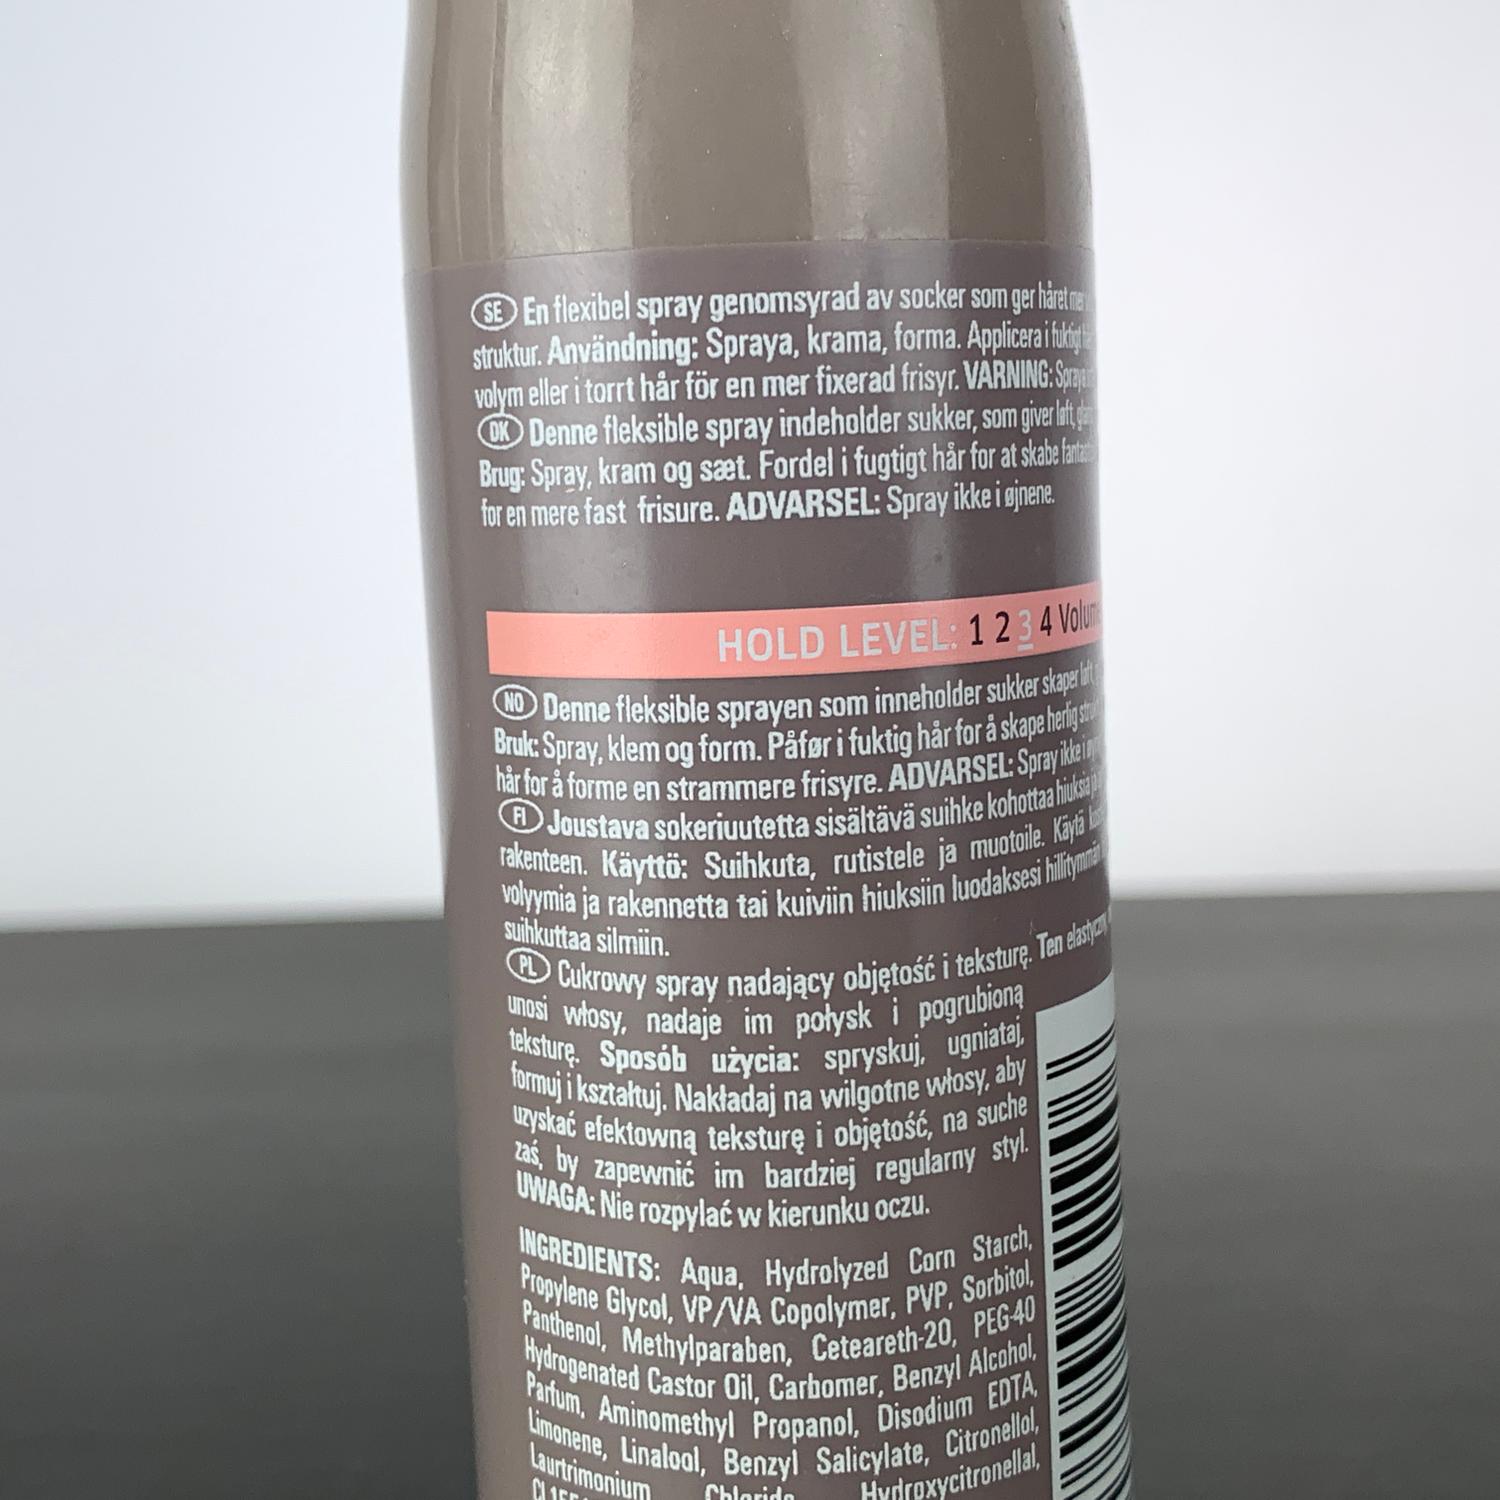 SE En flexibel spray genomsyrad av socker som ger håret
struktur. Användning: Spraya, krama, forma. Applicera i fuktigt
volym eller i torrt hår för en mer fixerad frisyr. VARNING: Spraya
DK Denne fleksible spray indeholder sukker, som giver løft,
Brug: Spray, kram og sæt. Fordel i fugtigt hår for at skabe
for en mere fast frisure. ADVARSEL: Spray ikke i øjnene.
HOLD LEVEL: 1 2 3 4
NO Denne fleksible sprayen som inneholder sukker skaper løft,
Bruk: Spray, klem og form. Påfør i fuktig hår for å skape herlig
hår for å forme en strammere frisyre. ADVARSEL: Spray ikke i
FI Joustava sokeriuutetta sisältävä suihke kohottaa hiuksia
rakenteen. Käyttö: Suihkuta, rutistele ja muotoile. Käytä
volyymia ja rakennetta tai kuiviin hiuksiin luodaksesi hillitymmän
suihkuttaa silmiin.
PL Cukrowy spray nadający objętość i teksturę. Ten elastyczny,
unosi włosy, nadaje im połysk i pogrubioną
teksturę. Sposób użycia: spryskuj, ugniataj,
formuj i kształtuj. Nakładaj na wilgotne włosy, aby
uzyskać efektowną teksturę i objętość, na suche
zaś, by zapewnić im bardziej regularny styl.
UWAGA: Nie rozpylać w kierunku oczu.
INGREDIENTS: Aqua, Hydrolyzed Corn Starch,
Propylene Glycol, VP/VA Copolymer, PVP, Sorbitol,
Panthenol, Methylparaben, Ceteareth-20, PEG-40
Hydrogenated Castor Oil, Carbomer, Benzyl Alcohol,
Parfum, Aminomethyl Propanol, Disodium EDTA,
Limonene, Linalool, Benzyl Salicylate, Citronellol,
Laurtrimonium Chloride, Hydroxycitronellal,